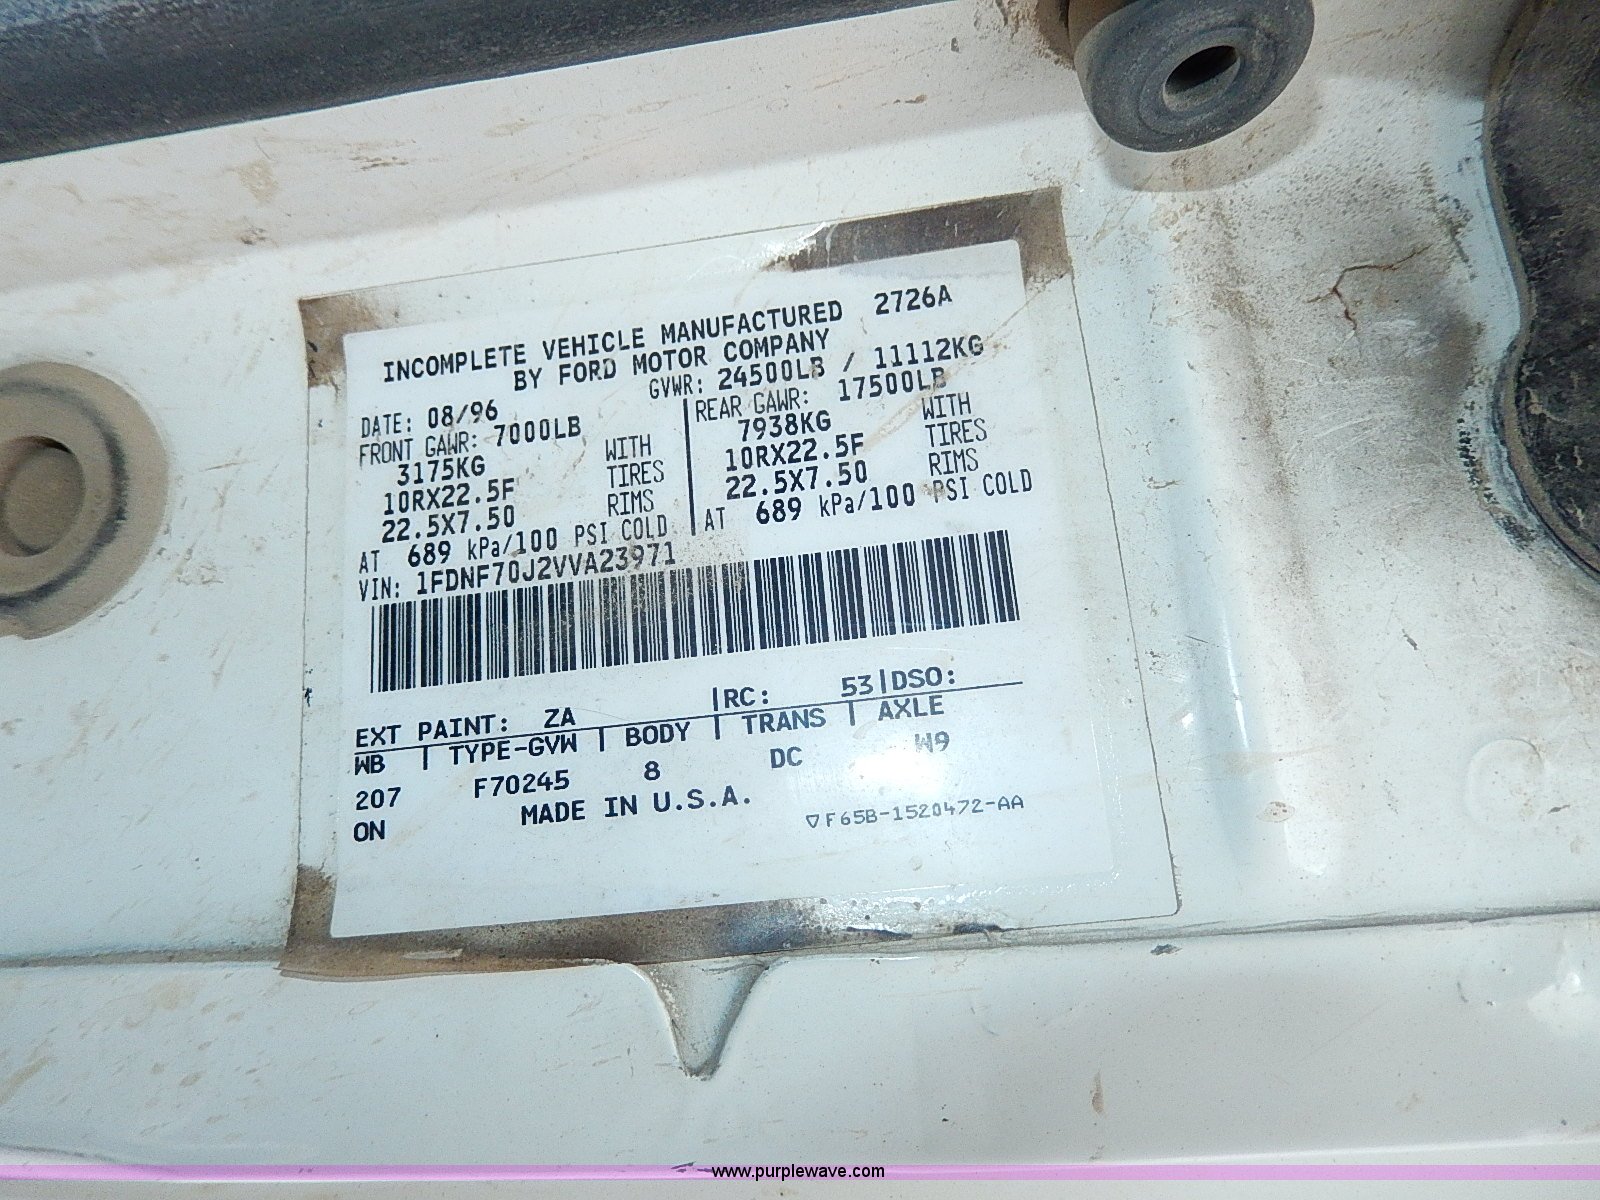 INCOMPLETE VEHICLE MANUFACTURED 2726A
BY FORD MOTOR COMPANY
DATE: 08/96 GVWR: 24500LB / 11112KG
FRONT GAWR: 7000LB
3175KG WITH
10RX22.5F TIRES
22.5X7.50 RIMS
AT 689 kPa/100 PSI COLD
REAR GAWR: 17500LB
7938KG WITH
10RX22.5F TIRES
22.5X7.50 RIMS
AT 689 kPa/100 PSI COLD
VIN: 1FDNF70J2VVA23971
EXT PAINT: ZA |RC: 53|DSO:
WB | TYPE-GVW | BODY | TRANS | AXLE
207 F70245 8 DC W9
ON MADE IN U.S.A.
▽F65B-1520472-AA
www.purplewave.com